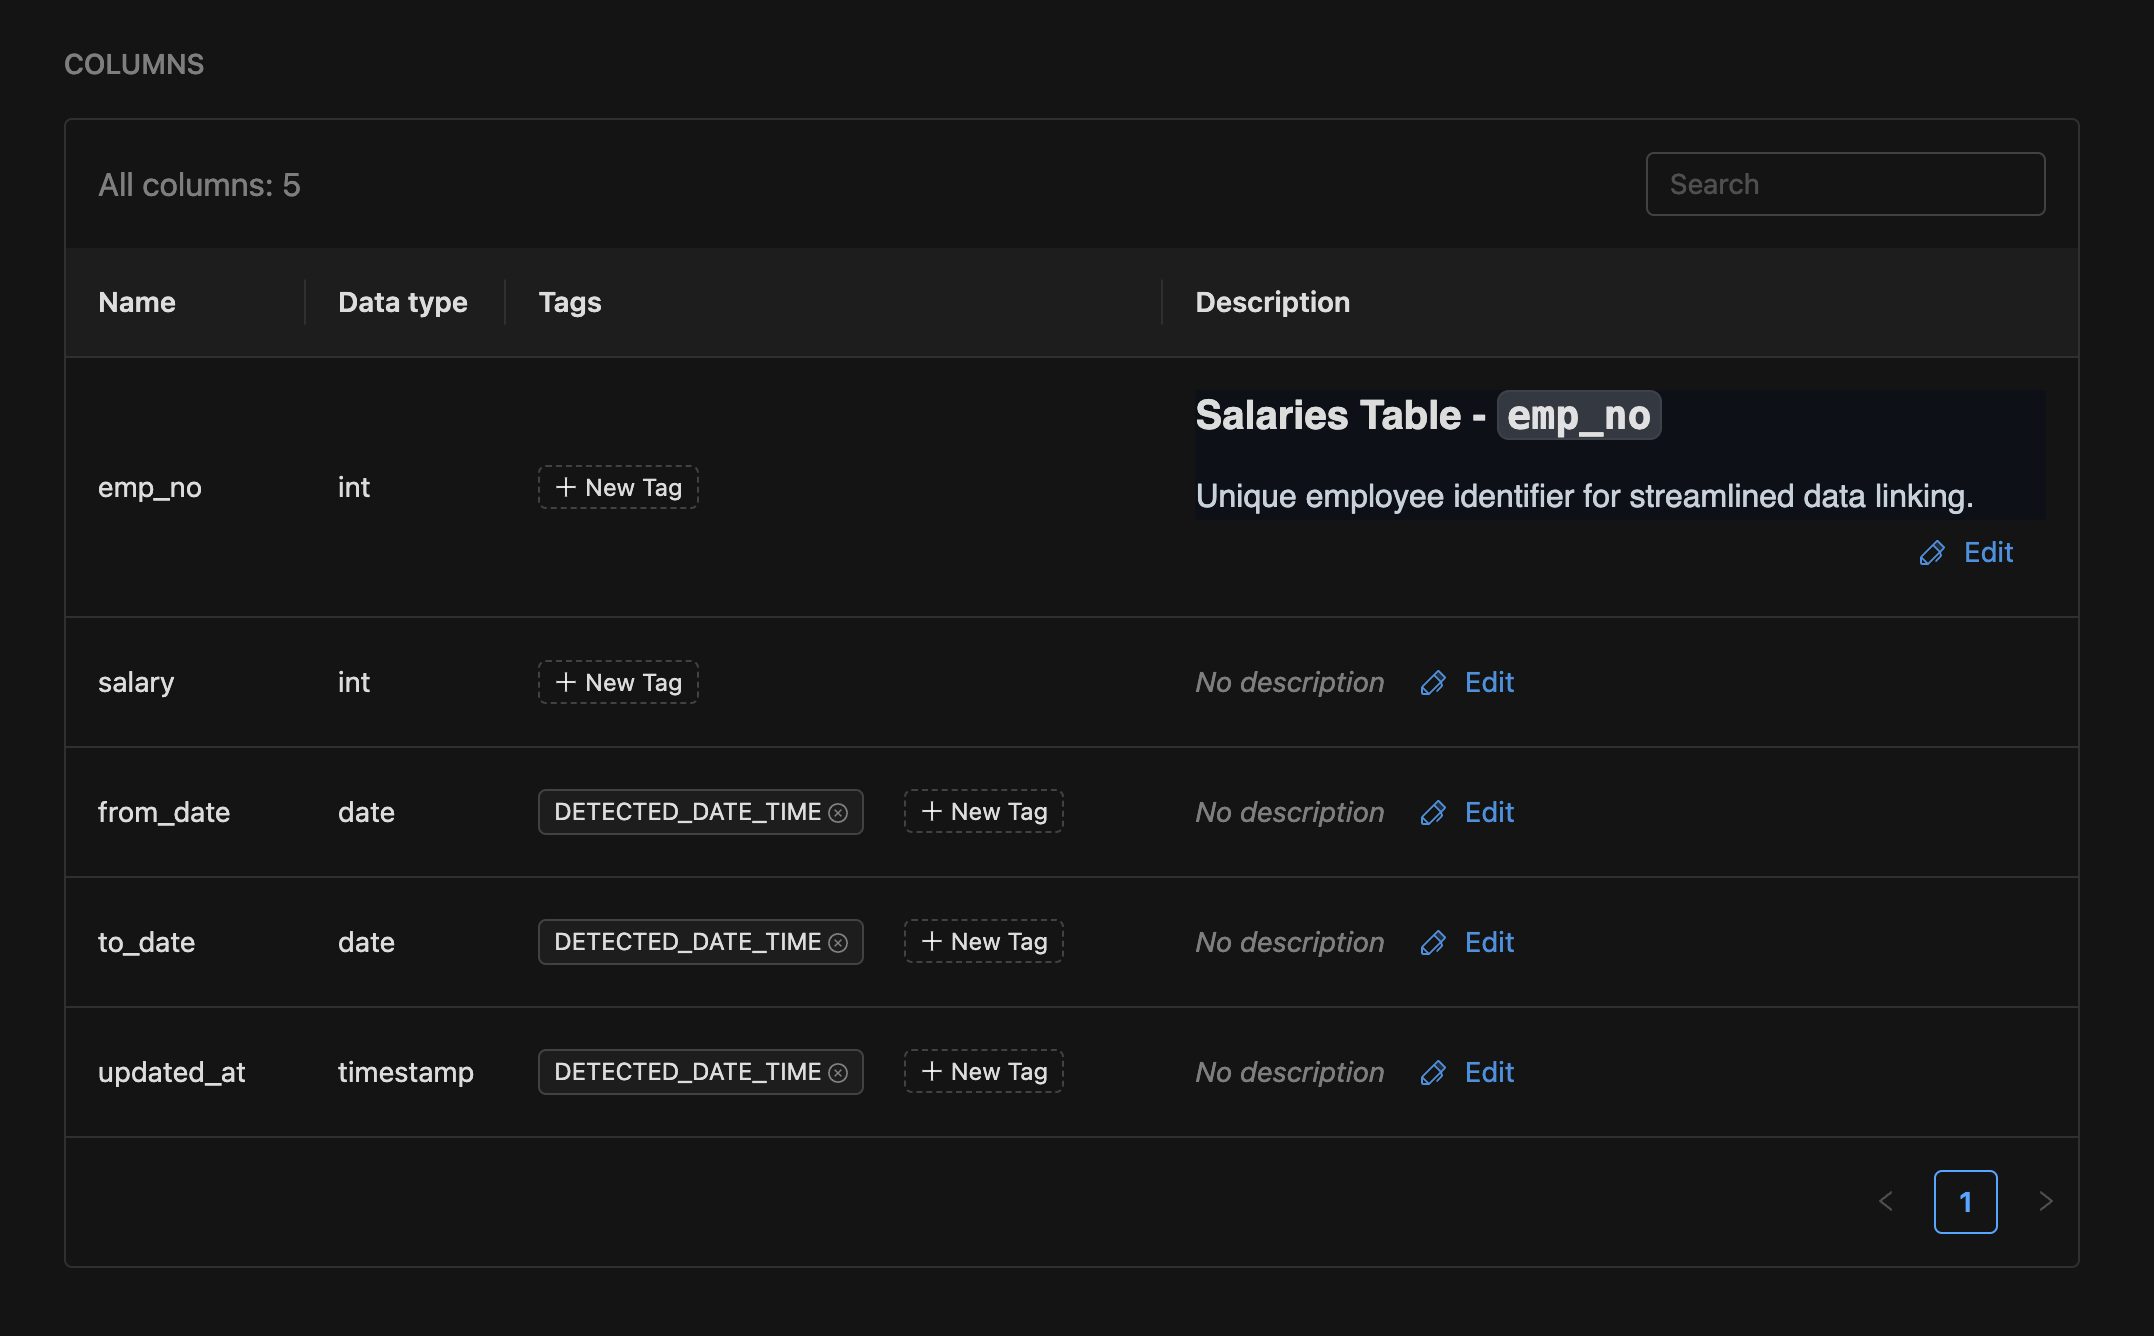 COLUMNS
All columns: 5
Search
Name Data type Tags Description
Salaries Table - emp_no
Unique employee identifier for streamlined data linking.
emp_no int + New Tag
Edit
salary int + New Tag No description Edit
from_date date DETECTED_DATE_TIME + New Tag No description Edit
to_date date DETECTED_DATE_TIME + New Tag No description Edit
updated_at timestamp DETECTED_DATE_TIME + New Tag No description Edit
< 1 >